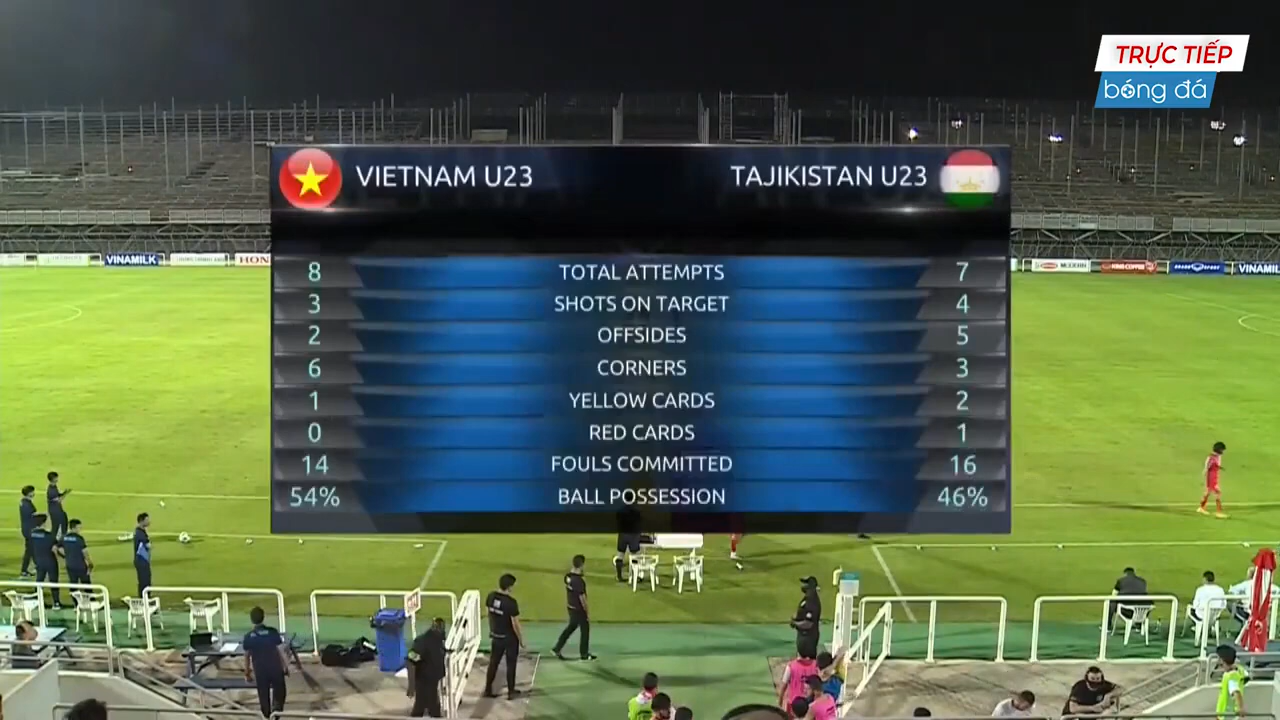 TRỰC TIẾP
bóng đá
VIETNAM U23 TAJIKISTAN U23
8 TOTAL ATTEMPTS 7
3 SHOTS ON TARGET 4
2 OFFSIDES 5
6 CORNERS 3
1 YELLOW CARDS 2
0 RED CARDS 1
14 FOULS COMMITTED 16
54% BALL POSSESSION 46%
VINAMILK
HON
VINAMILK